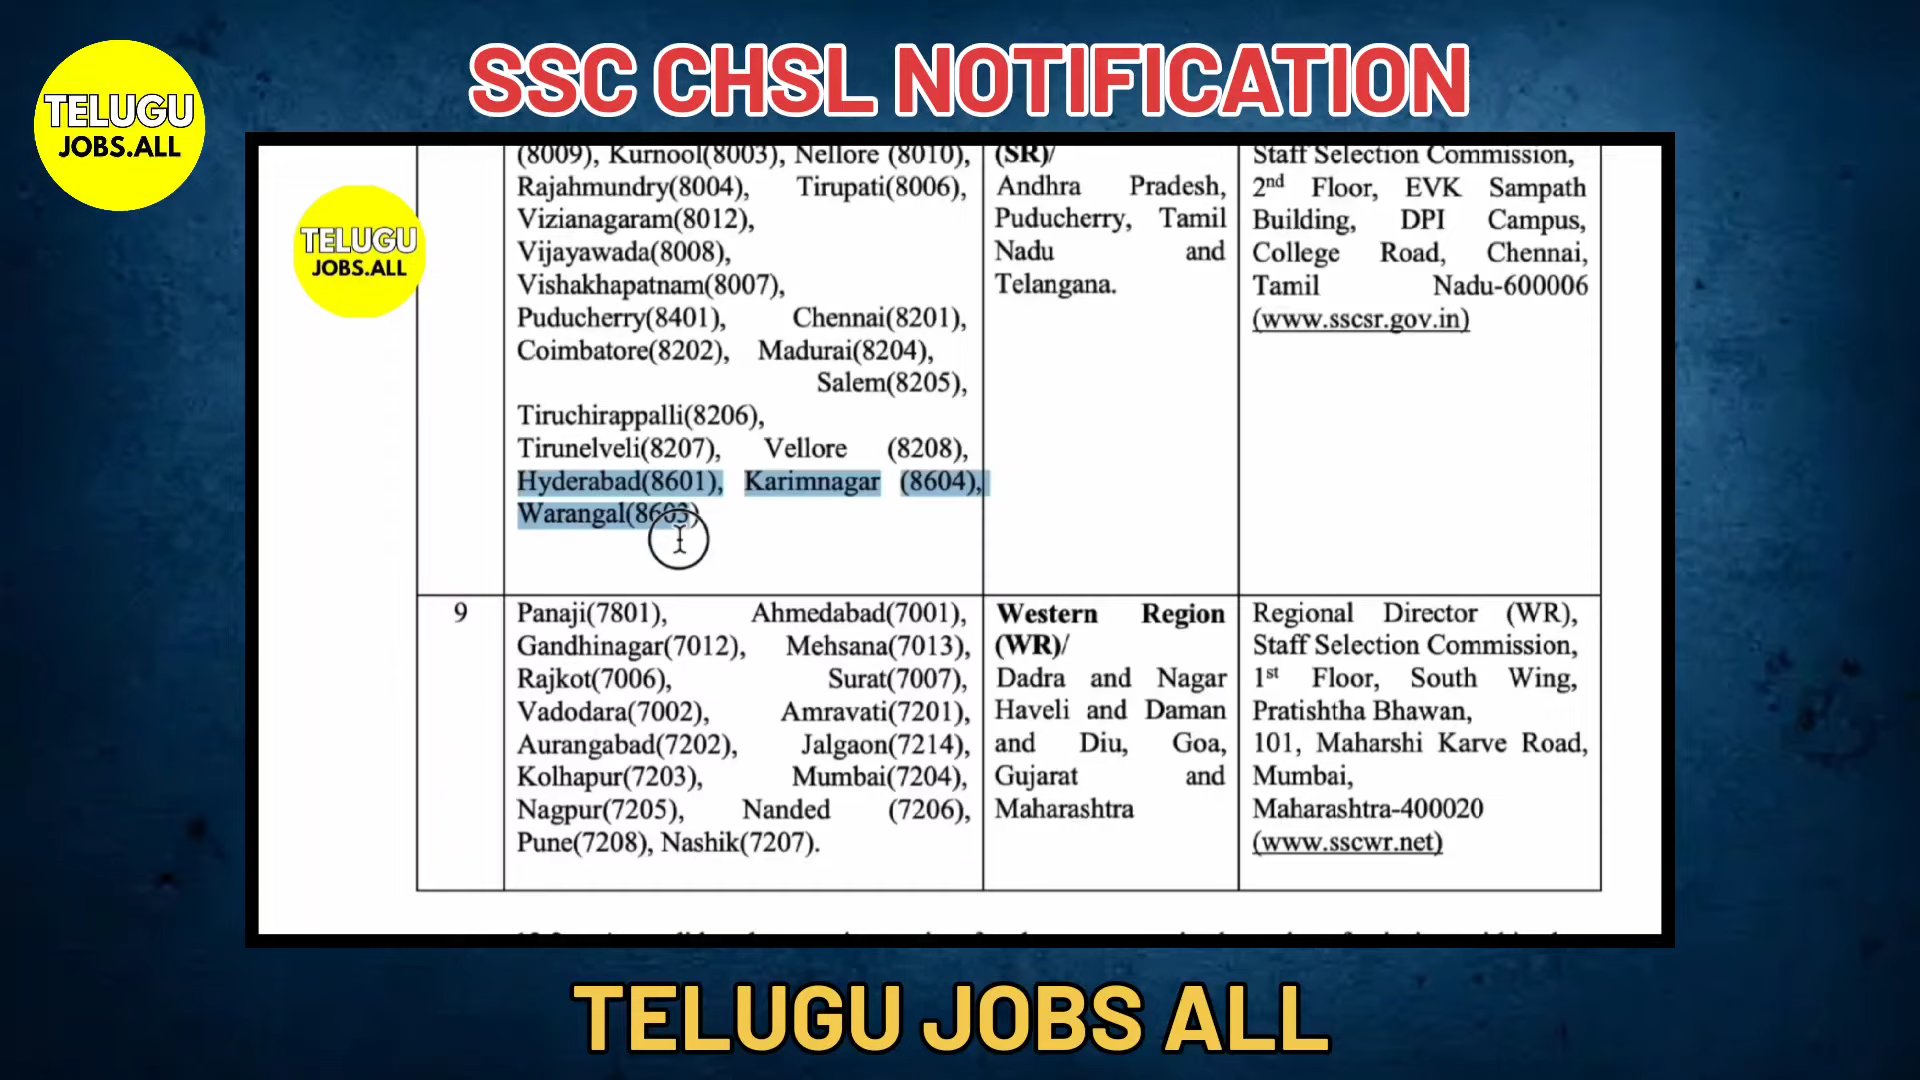 SSC CHSL NOTIFICATION
TELUGU
JOBS.ALL
TELUGU
JOBS.ALL
(8009), Kurnool(8003), Nellore (8010),
Rajahmundry(8004), Tirupati(8006),
Vizianagaram(8012),
Vijayawada(8008),
Vishakhapatnam(8007),
Puducherry(8401), Chennai(8201),
Coimbatore(8202), Madurai(8204),
Salem(8205),
Tiruchirappalli(8206),
Tirunelveli(8207), Vellore (8208),
Hyderabad(8601), Karimnagar (8604),
Warangal(8603)
(SR)/
Andhra Pradesh,
Puducherry, Tamil
Nadu and
Telangana.
Staff Selection Commission,
2nd Floor, EVK Sampath
Building, DPI Campus,
College Road, Chennai,
Tamil Nadu-600006
(www.sscsr.gov.in)
9
Panaji(7801), Ahmedabad(7001),
Gandhinagar(7012), Mehsana(7013),
Rajkot(7006), Surat(7007),
Vadodara(7002), Amravati(7201),
Aurangabad(7202), Jalgaon(7214),
Kolhapur(7203), Mumbai(7204),
Nagpur(7205), Nanded (7206),
Pune(7208), Nashik(7207).
Western Region
(WR)/
Dadra and Nagar
Haveli and Daman
and Diu, Goa,
Gujarat and
Maharashtra
Regional Director (WR),
Staff Selection Commission,
1st Floor, South Wing,
Pratishtha Bhawan,
101, Maharshi Karve Road,
Mumbai,
Maharashtra-400020
(www.sscwr.net)
TELUGU JOBS ALL